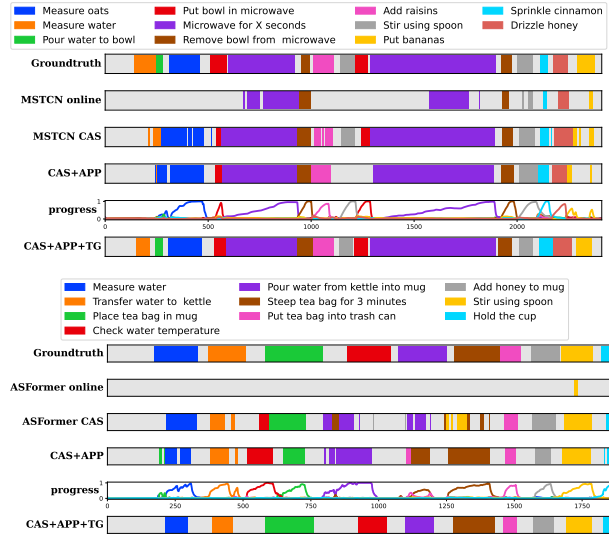 Measure oats Put bowl in microwave Add raisins Sprinkle cinnamon
Measure water Microwave for X seconds Stir using spoon Drizzle honey
Pour water to bowl Remove bowl from microwave Put bananas
Groundtruth
MSTCN online
MSTCN CAS
CAS+APP
progress
1
0
0 500 1000 1500 2000
CAS+APP+TG
Measure water Pour water from kettle into mug Add honey to mug
Transfer water to kettle Steep tea bag for 3 minutes Stir using spoon
Place tea bag in mug Put tea bag into trash can Hold the cup
Check water temperature
Groundtruth
ASFormer online
ASFormer CAS
CAS+APP
progress
1
0
0 250 500 750 1000 1250 1500 1750
CAS+APP+TG